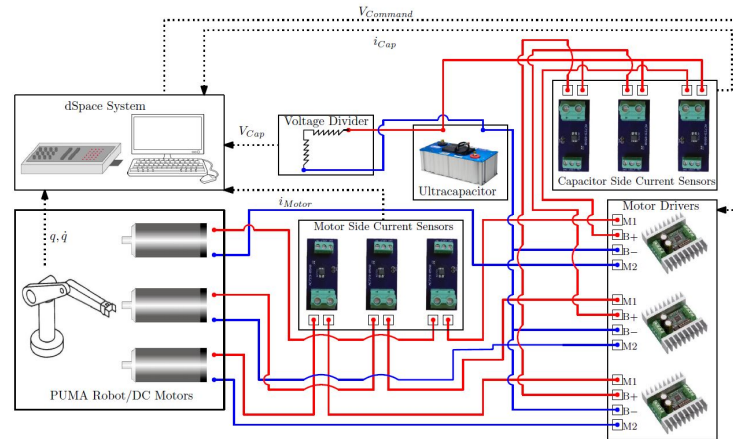 V_Command
i_Cap
dSpace System
V_Cap
Voltage Divider
Ultracapacitor
Capacitor Side Current Sensors
i_Motor
q, q̇
Motor Side Current Sensors
Motor Drivers
M1
B+
B−
M2
M1
B+
B−
M2
M1
B+
B−
M2
PUMA Robot/DC Motors